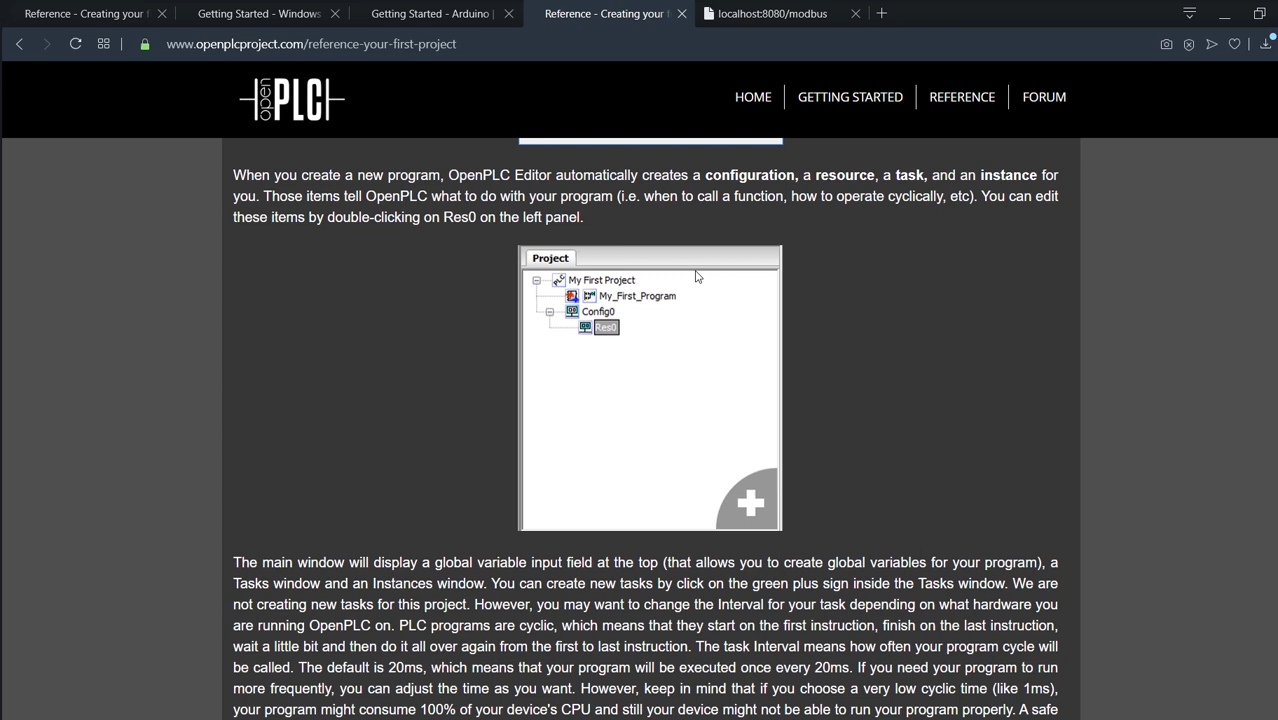 Reference - Creating your f
Getting Started - Windows
Getting Started - Arduino |
Reference - Creating your f
localhost:8080/modbus
www.openplcproject.com/reference-your-first-project
open PLC
HOME
GETTING STARTED
REFERENCE
FORUM
When you create a new program, OpenPLC Editor automatically creates a configuration, a resource, a task, and an instance for
you. Those items tell OpenPLC what to do with your program (i.e. when to call a function, how to operate cyclically, etc). You can edit
these items by double-clicking on Res0 on the left panel.
Project
My First Project
My_First_Program
Config0
Res0
The main window will display a global variable input field at the top (that allows you to create global variables for your program), a
Tasks window and an Instances window. You can create new tasks by click on the green plus sign inside the Tasks window. We are
not creating new tasks for this project. However, you may want to change the Interval for your task depending on what hardware you
are running OpenPLC on. PLC programs are cyclic, which means that they start on the first instruction, finish on the last instruction,
wait a little bit and then do it all over again from the first to last instruction. The task Interval means how often your program cycle will
be called. The default is 20ms, which means that your program will be executed once every 20ms. If you need your program to run
more frequently, you can adjust the time as you want. However, keep in mind that if you choose a very low cyclic time (like 1ms),
your program might consume 100% of your device's CPU and still your device might not be able to run your program properly. A safe